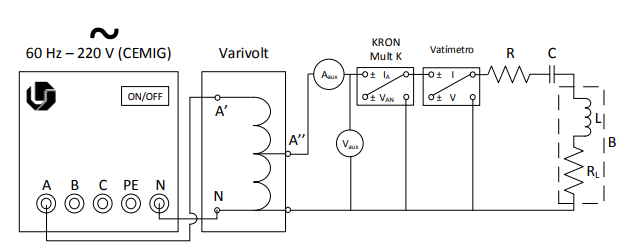 60 Hz – 220 V (CEMIG)
Varivolt
KRON
Mult K
Vatímetro
R
C
ON/OFF
A'
A''
N
A B C PE N
Aaux
Vaux
± IA
± VAN
± I
± V
L
RL
B